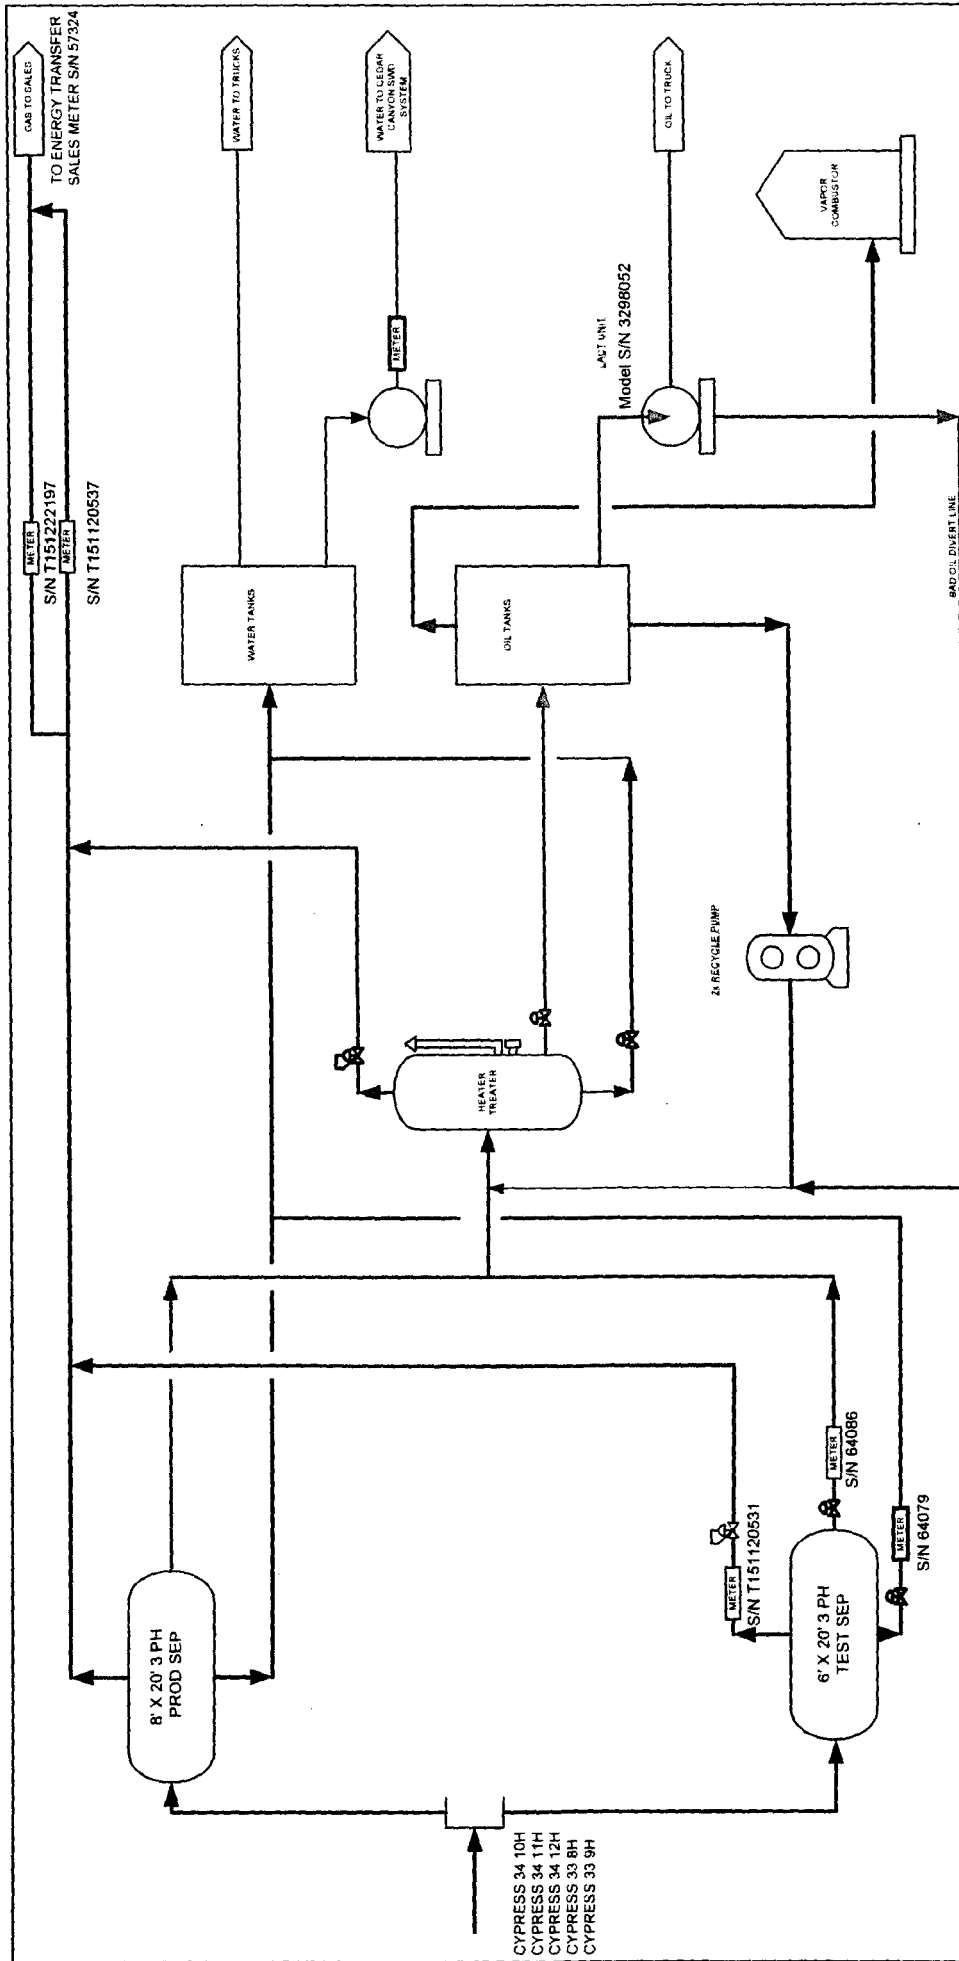 CYPRESS 34 10H
CYPRESS 34 11H
CYPRESS 34 12H
CYPRESS 33 8H
CYPRESS 33 9H
8' X 20' 3 PH
PROD SEP
6' X 20' 3 PH
TEST SEP
METER
S/N T151120531
METER
S/N 64086
METER
S/N 64079
HEATER
TREATER
RECYCLE PUMP
WATER TANKS
OIL TANKS
METER
S/N T151222197
METER
S/N T151120537
METER
LACT UNIT
Model S/N 3298052
BAD OIL DIVERT LINE
VAPOR
COMBUSTOR
GAS TO SALES
TO ENERGY TRANSFER
SALES METER S/N 57324
WATER TO TRUCKS
WATER TO CEDAR
CANYON SWD
SYSTEM
OIL TO TRUCK